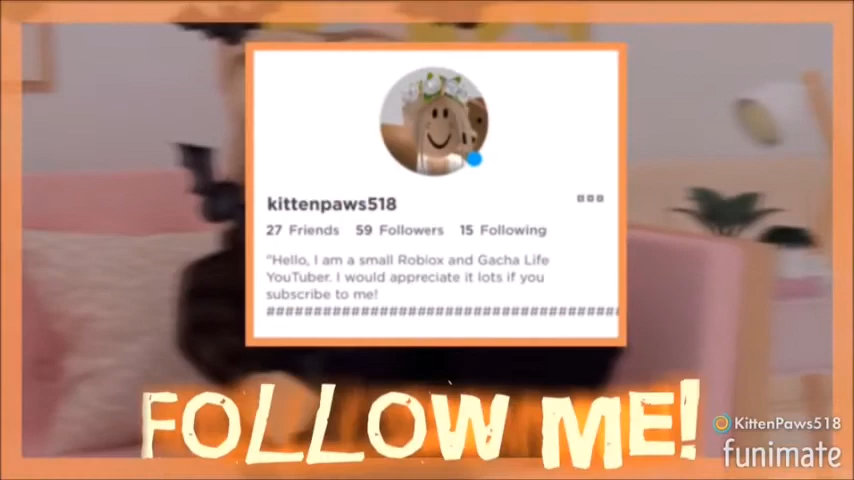 kittenpaws518
27 Friends 59 Followers 15 Following
"Hello, I am a small Roblox and Gacha Life
YouTuber. I would appreciate it lots if you
subscribe to me!
#####################################
FOLLOW ME!
KittenPaws518
funimate